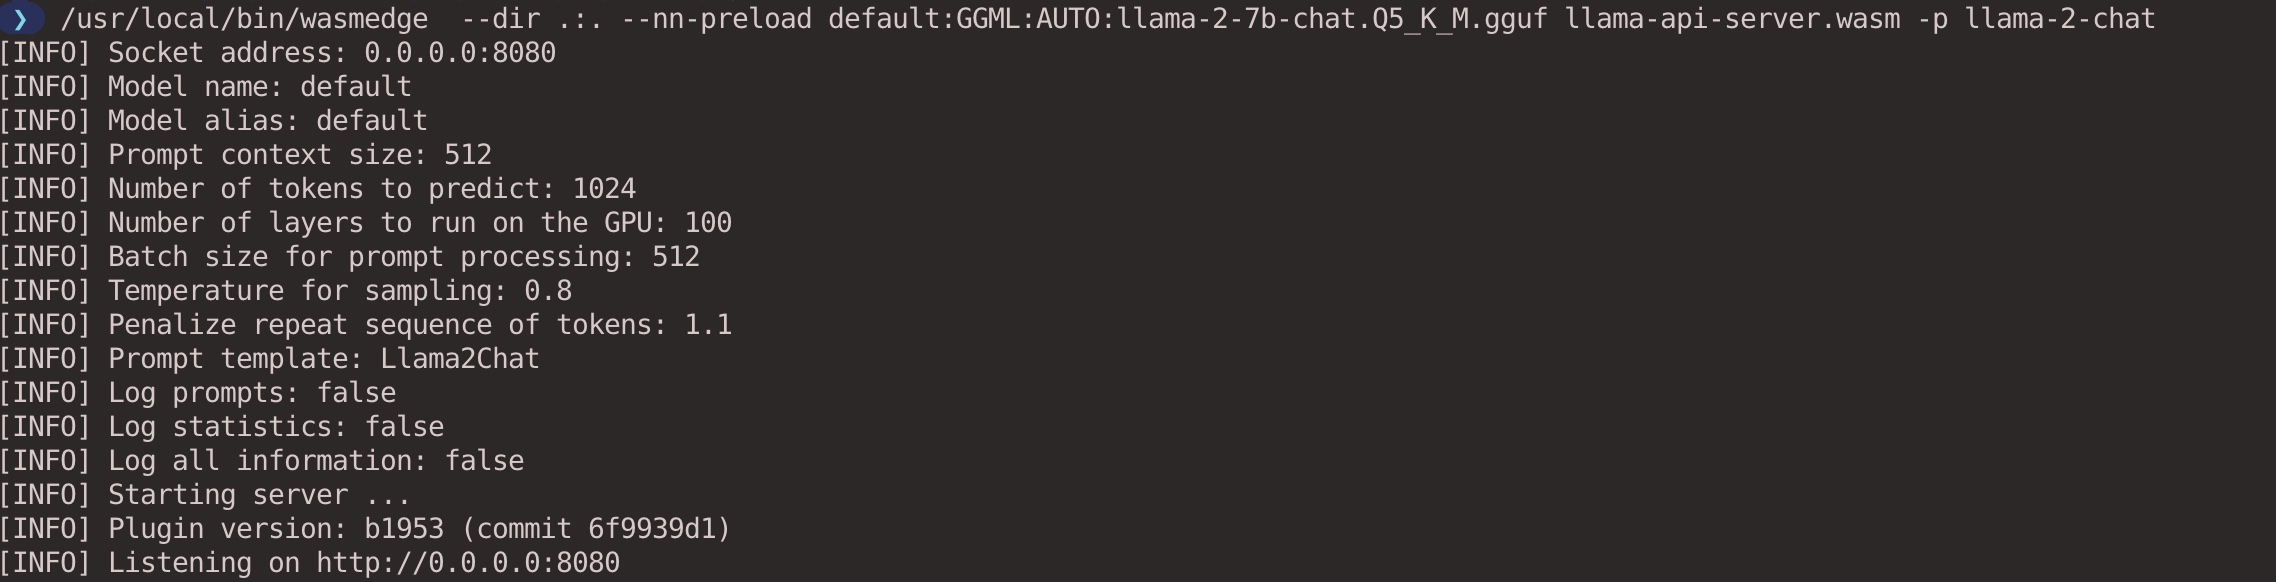 ❯ /usr/local/bin/wasmedge  --dir .:. --nn-preload default:GGML:AUTO:llama-2-7b-chat.Q5_K_M.gguf llama-api-server.wasm -p llama-2-chat
[INFO] Socket address: 0.0.0.0:8080
[INFO] Model name: default
[INFO] Model alias: default
[INFO] Prompt context size: 512
[INFO] Number of tokens to predict: 1024
[INFO] Number of layers to run on the GPU: 100
[INFO] Batch size for prompt processing: 512
[INFO] Temperature for sampling: 0.8
[INFO] Penalize repeat sequence of tokens: 1.1
[INFO] Prompt template: Llama2Chat
[INFO] Log prompts: false
[INFO] Log statistics: false
[INFO] Log all information: false
[INFO] Starting server ...
[INFO] Plugin version: b1953 (commit 6f9939d1)
[INFO] Listening on http://0.0.0.0:8080